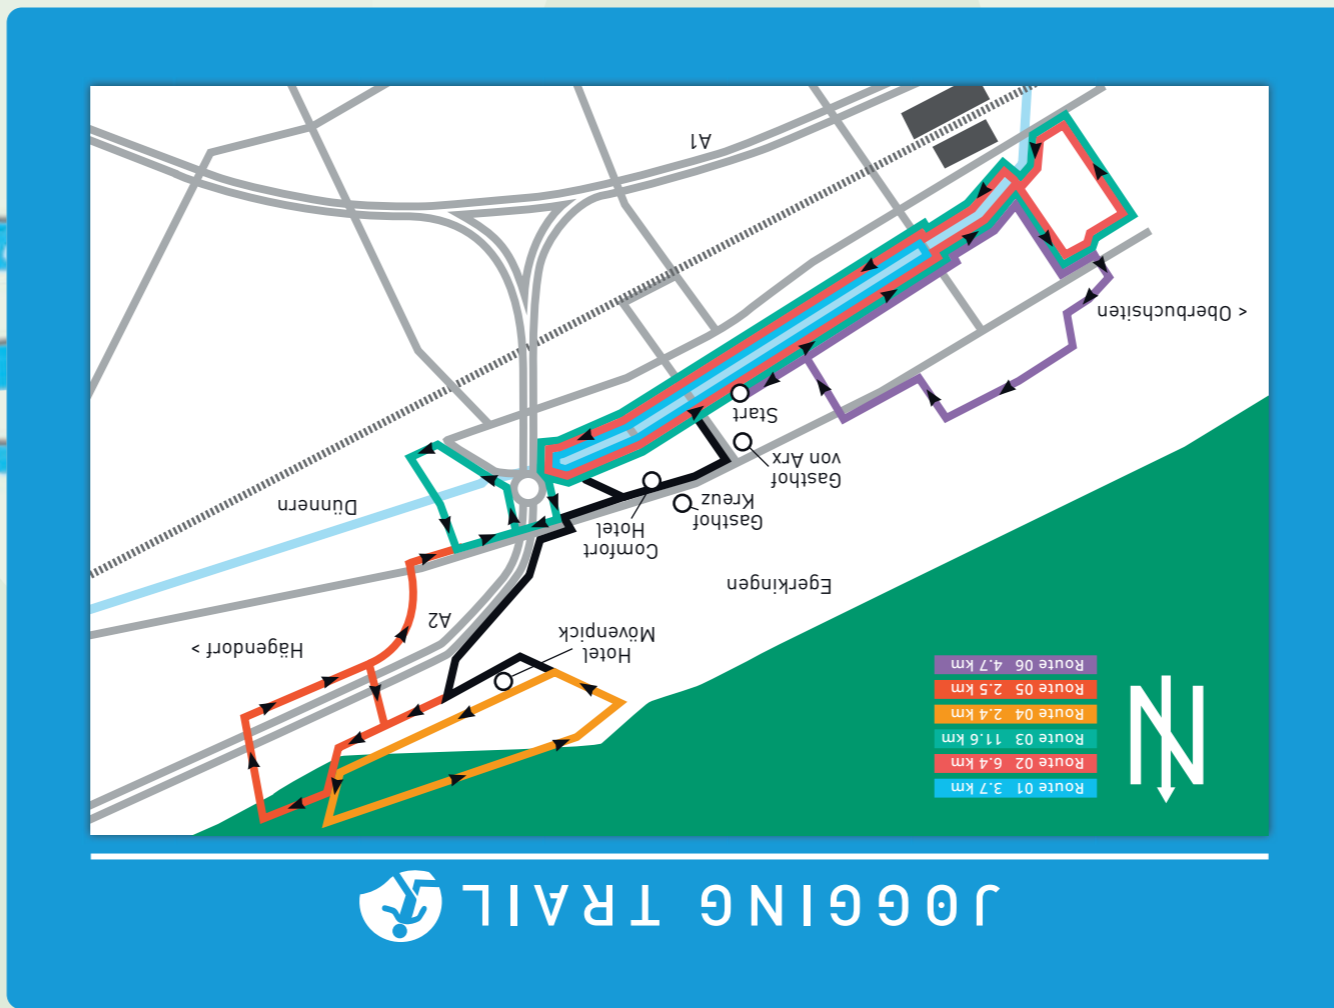 JOGGING TRAIL
N
Route 01 3.7 km
Route 02 6.4 km
Route 03 11.6 km
Route 04 2.4 km
Route 05 2.5 km
Route 06 4.7 km
Hotel
Mövenpick
Hägendorf >
A2
Egerkingen
Comfort
Hotel
Gasthof
Kreuz
Gasthof
von Arx
Dünnern
Start
< Oberbuchsiten
A1